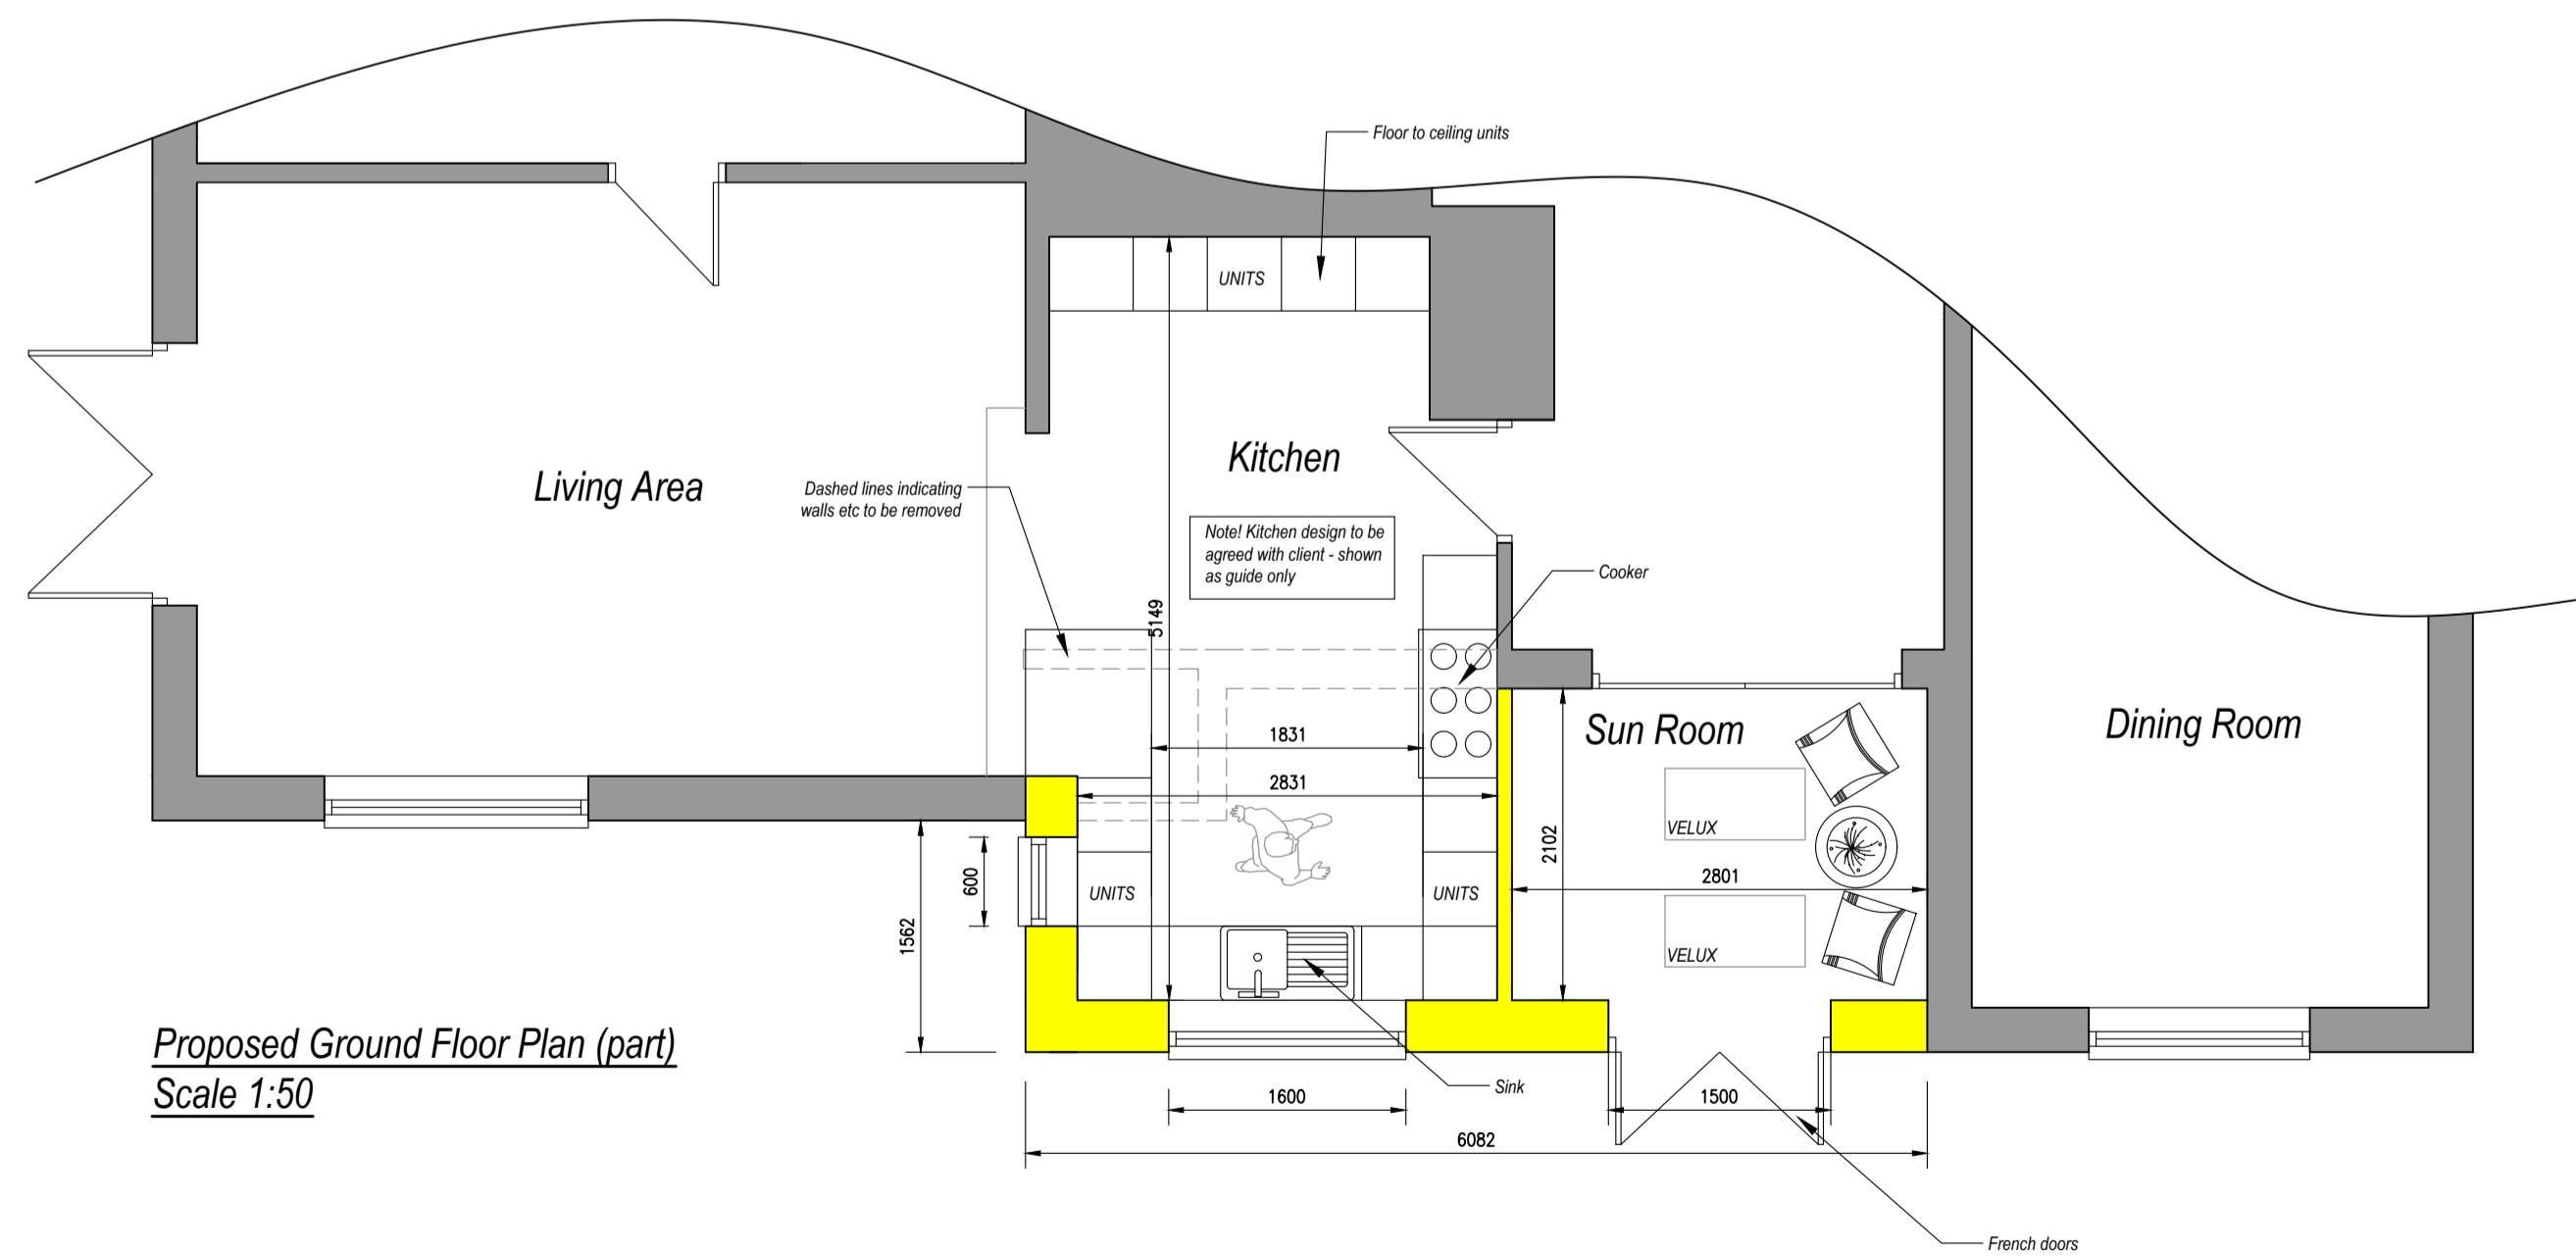 Floor to ceiling units
UNITS
Kitchen
Living Area
Dashed lines indicating
walls etc to be removed
Note! Kitchen design to be
agreed with client - shown
as guide only
Cooker
5149
Sun Room
Dining Room
1831
2831
VELUX
2102
600
UNITS
UNITS
2801
1562
VELUX
Proposed Ground Floor Plan (part)
Scale 1:50
Sink
1600
1500
6082
French doors